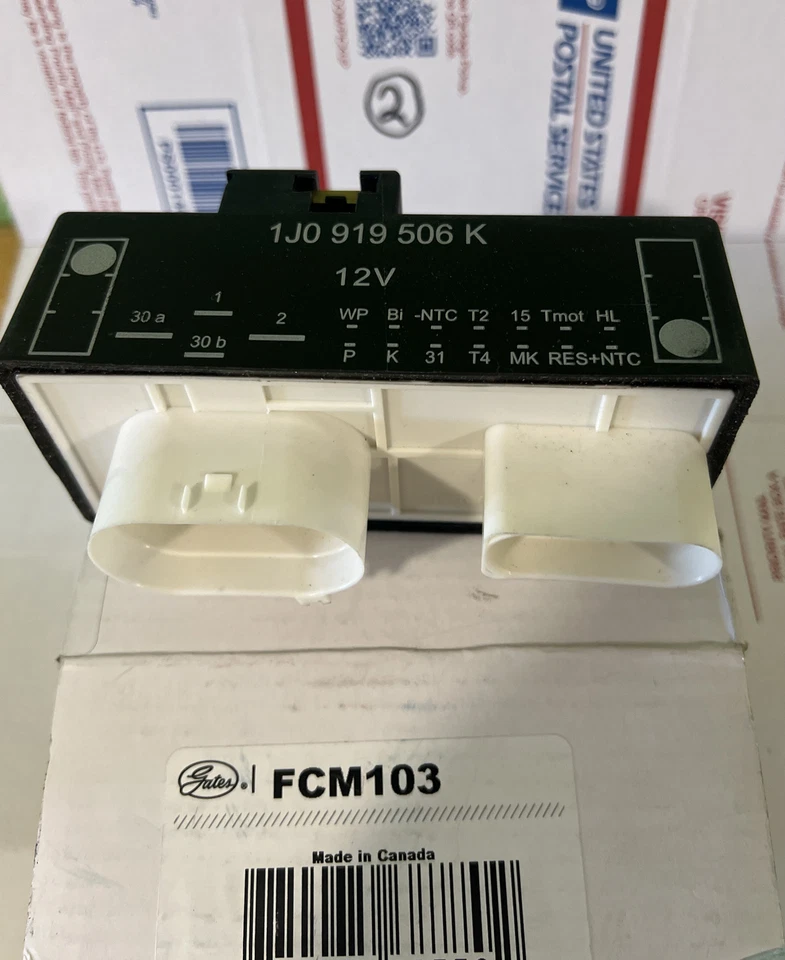 2
UNITED STATES
POSTAL SERVICE
1J0 919 506 K
12V
30 a 1 2
30 b
WP Bi -NTC T2 15 Tmot HL
P K 31 T4 MK RES+NTC
Gates FCM103
Made in Canada